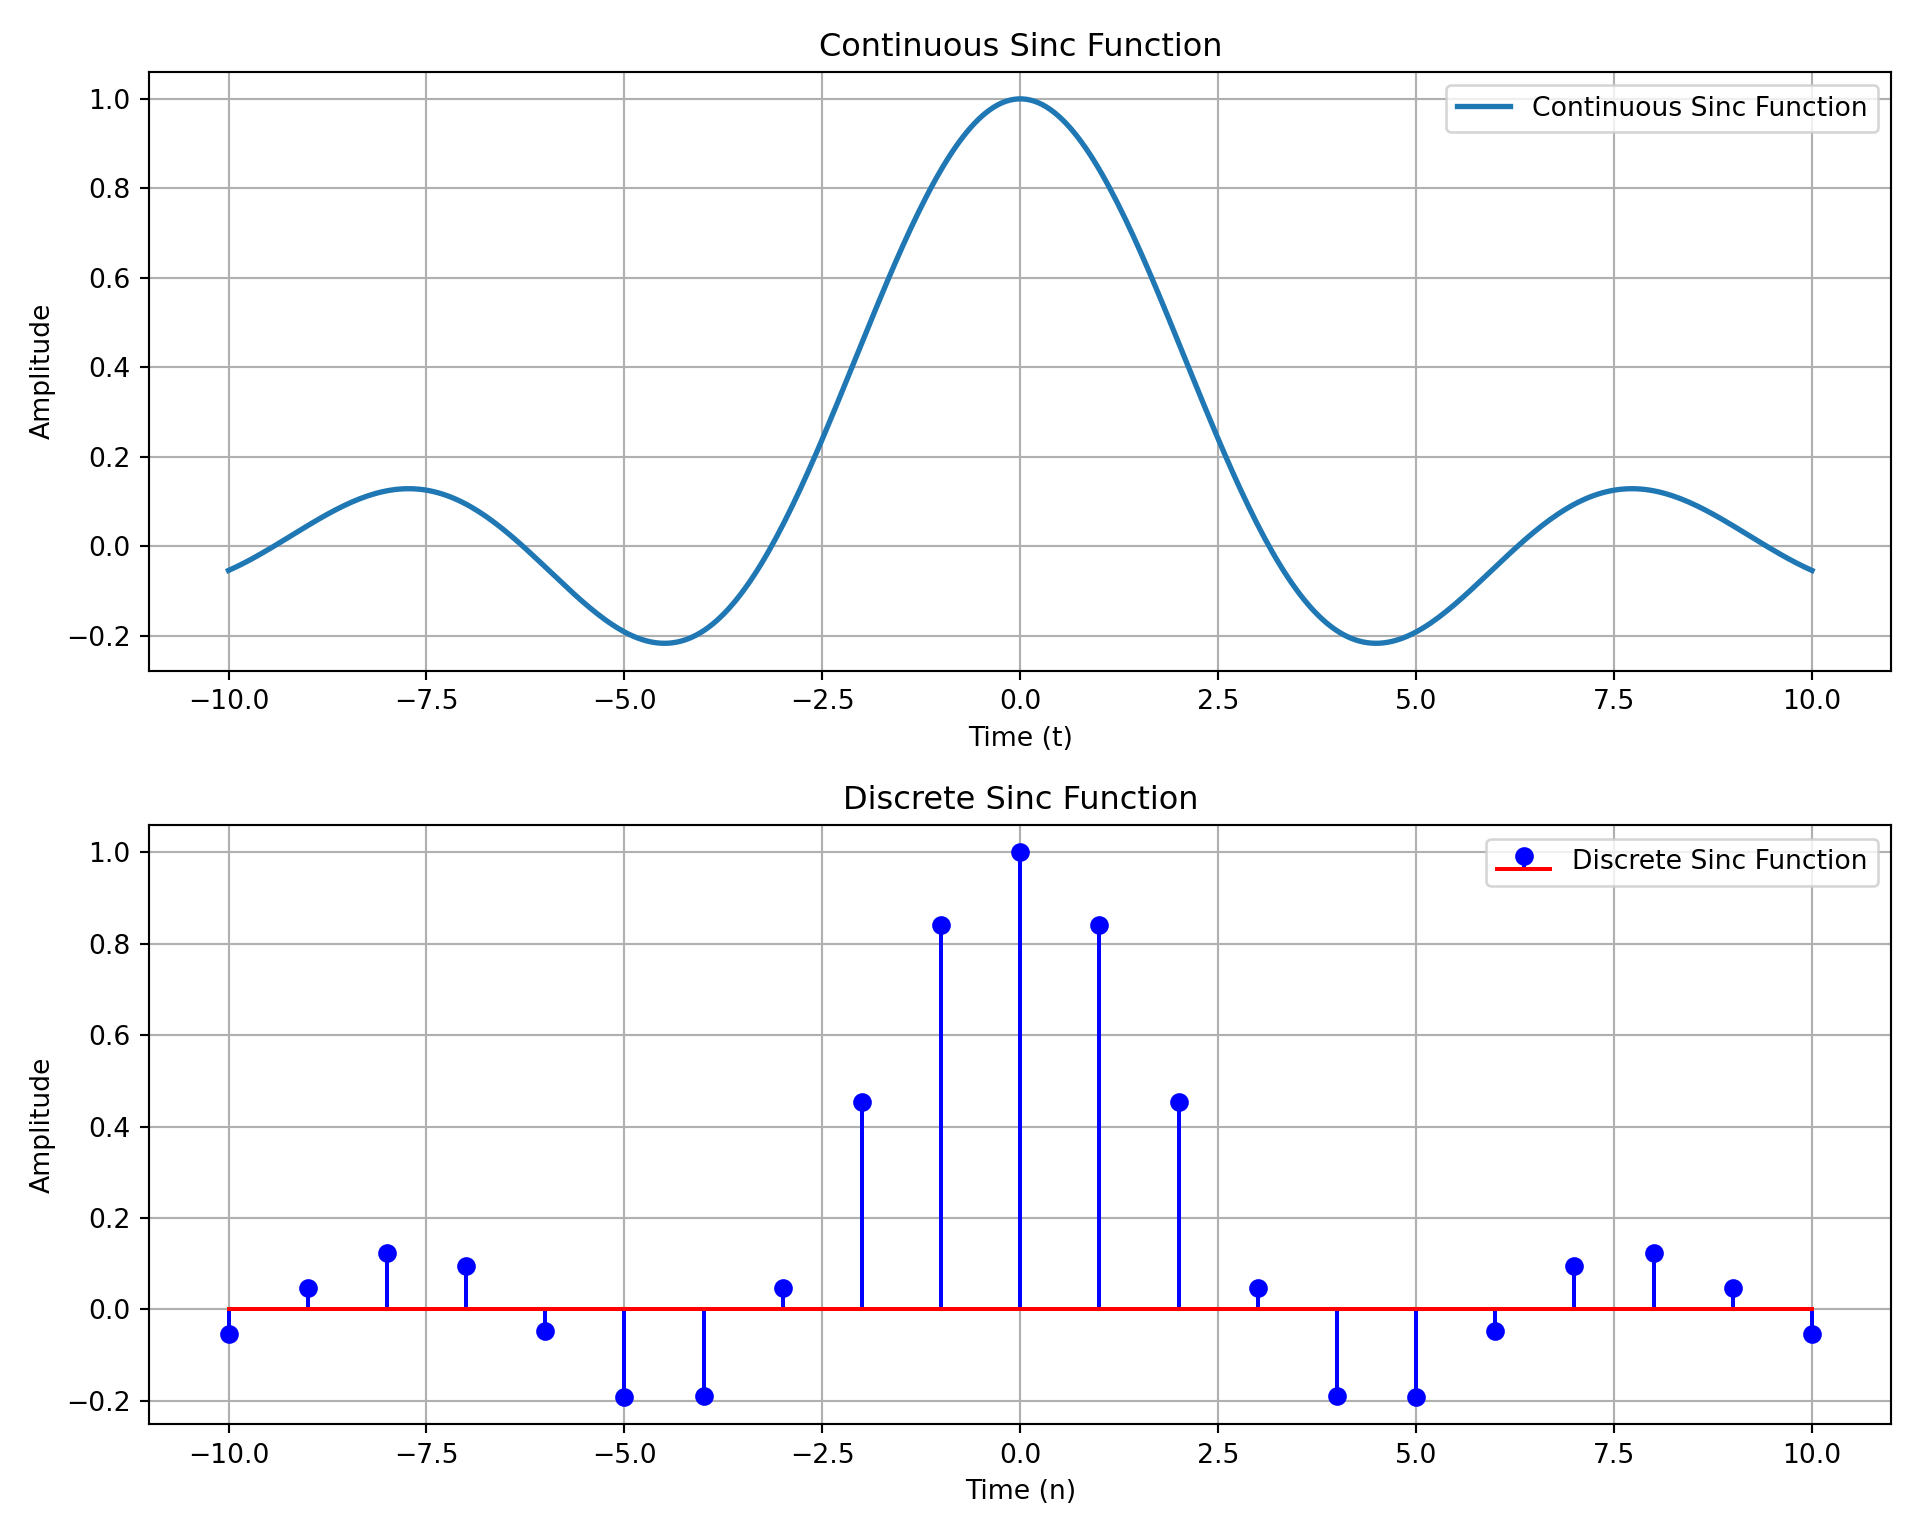 Continuous Sinc Function
Continuous Sinc Function
1.0
0.8
0.6
0.4
0.2
0.0
−0.2
Amplitude
−10.0 −7.5 −5.0 −2.5 0.0 2.5 5.0 7.5 10.0
Time (t)
Discrete Sinc Function
Discrete Sinc Function
1.0
0.8
0.6
0.4
0.2
0.0
−0.2
Amplitude
−10.0 −7.5 −5.0 −2.5 0.0 2.5 5.0 7.5 10.0
Time (n)